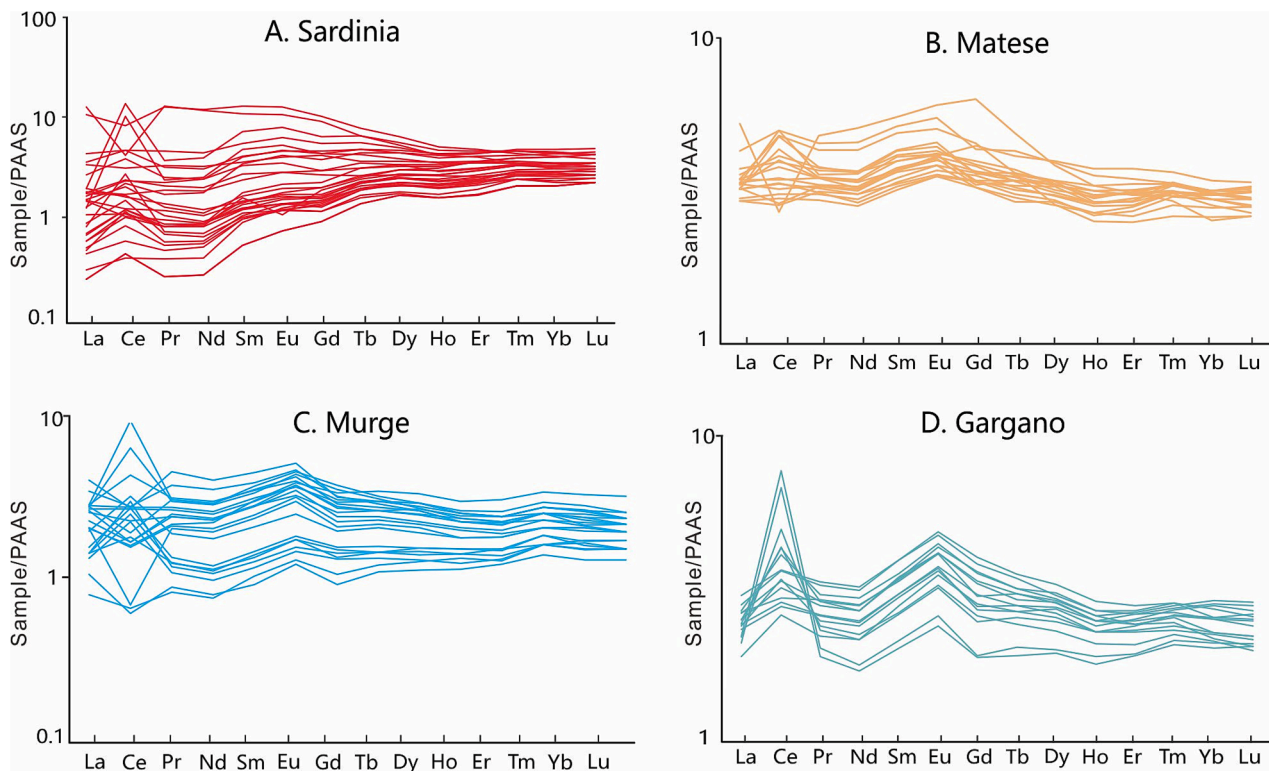 A. Sardinia
100
10
1
0.1
Sample/PAAS
La Ce Pr Nd Sm Eu Gd Tb Dy Ho Er Tm Yb Lu
B. Matese
10
1
Sample/PAAS
La Ce Pr Nd Sm Eu Gd Tb Dy Ho Er Tm Yb Lu
C. Murge
10
1
0.1
Sample/PAAS
La Ce Pr Nd Sm Eu Gd Tb Dy Ho Er Tm Yb Lu
D. Gargano
10
1
Sample/PAAS
La Ce Pr Nd Sm Eu Gd Tb Dy Ho Er Tm Yb Lu